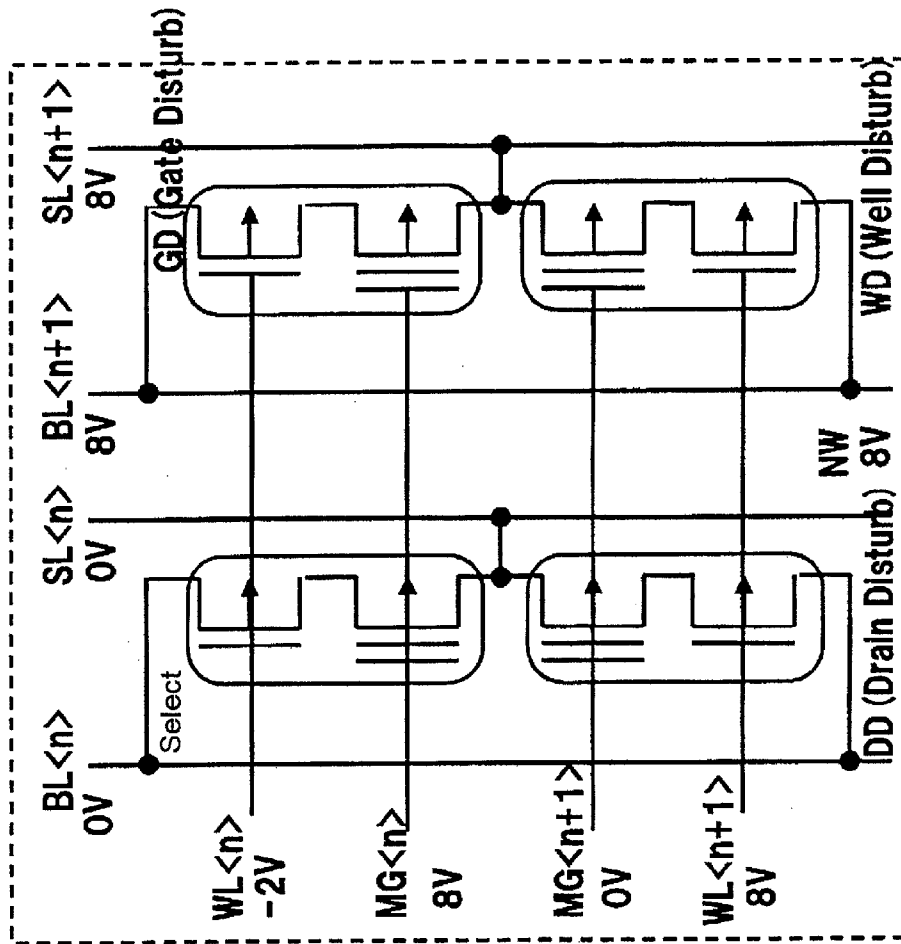 BL<n>
0V
SL<n>
0V
BL<n+1>
8V
SL<n+1>
8V
Select
GD (Gate Disturb)
WL<n>
-2V
MG<n>
8V
MG<n+1>
0V
WL<n+1>
8V
DD (Drain Disturb)
NW
8V
WD (Well Disturb)